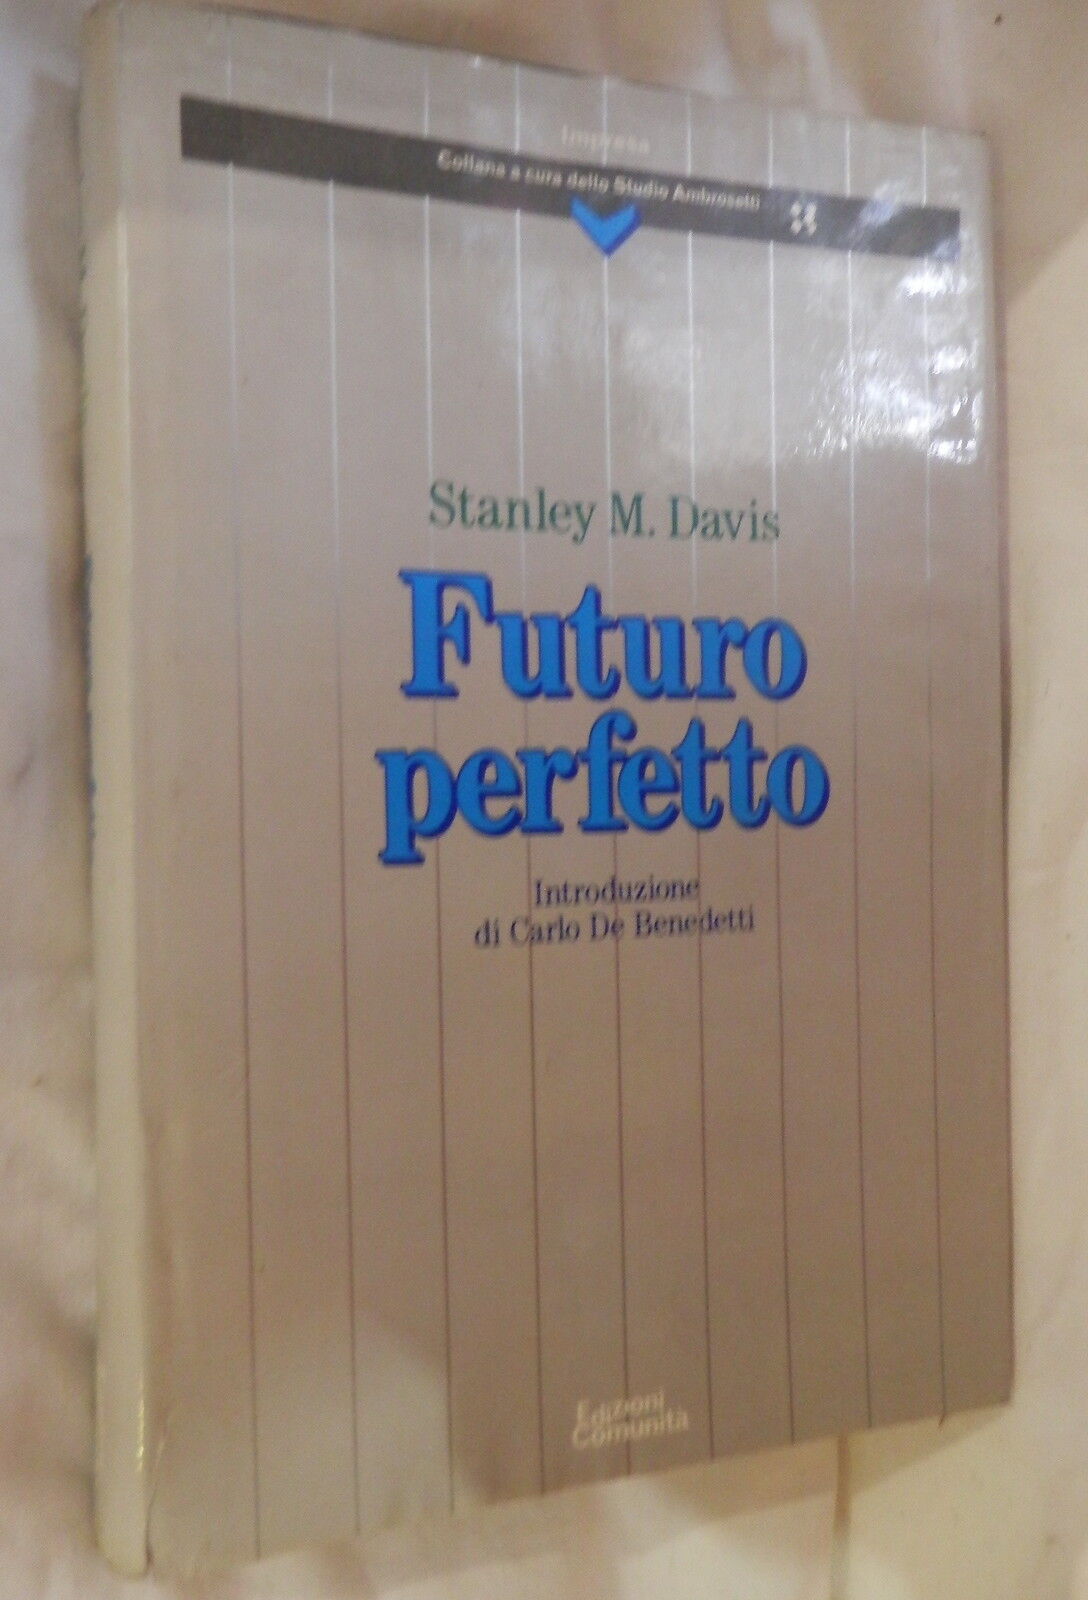 Impresa
Collana a cura dello Studio Ambrosetti
Stanley M. Davis
Futuro
perfetto
Introduzione
di Carlo De Benedetti
Edizioni
Comunità